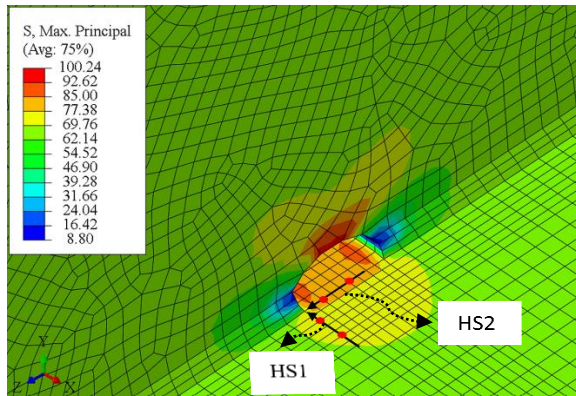 S, Max. Principal
(Avg: 75%)
100.24
92.62
85.00
77.38
69.76
62.14
54.52
46.90
39.28
31.66
24.04
16.42
8.80
HS2
HS1
Y
Z
X